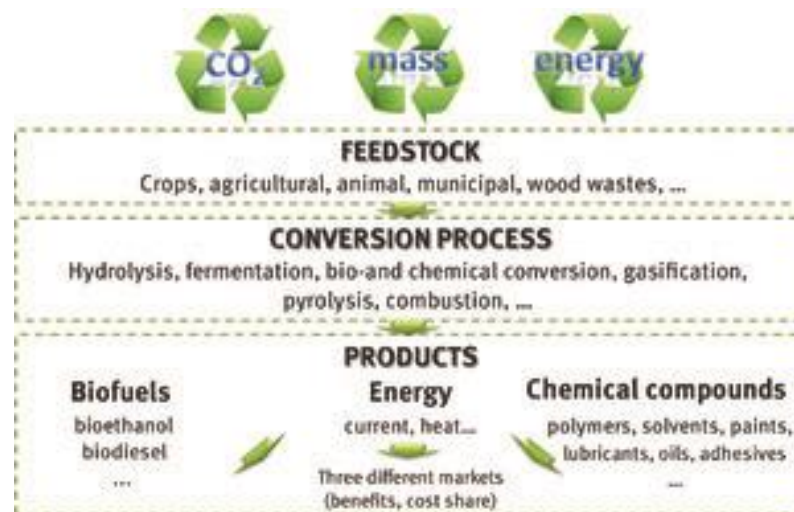 CO₂ mass energy
FEEDSTOCK
Crops, agricultural, animal, municipal, wood wastes, ...
CONVERSION PROCESS
Hydrolysis, fermentation, bio-and chemical conversion, gasification,
pyrolysis, combustion, ...
PRODUCTS
Biofuels
bioethanol
biodiesel
...
Energy
current, heat...
Three different markets
(benefits, cost share)
Chemical compounds
polymers, solvents, paints,
lubricants, oils, adhesives
...